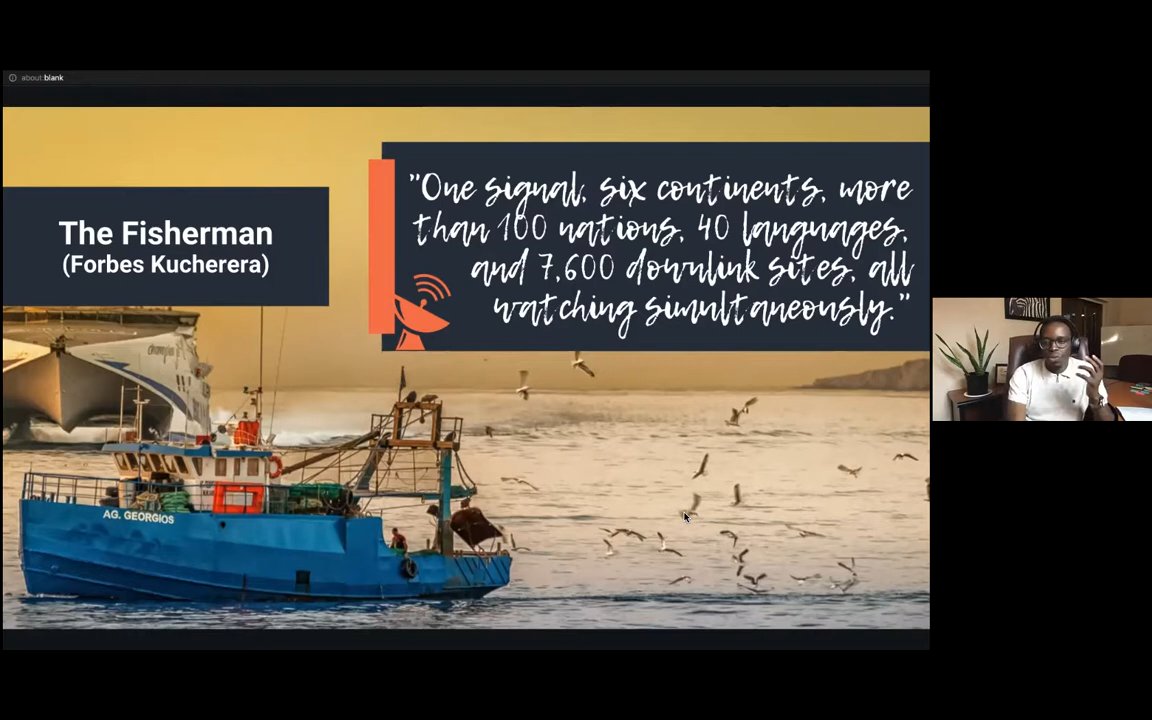 about:blank
The Fisherman
(Forbes Kucherera)
"One signal, six continents, more
than 100 nations, 40 languages,
and 7,600 downlink sites, all
watching simultaneously."
AG. GEORGIOS